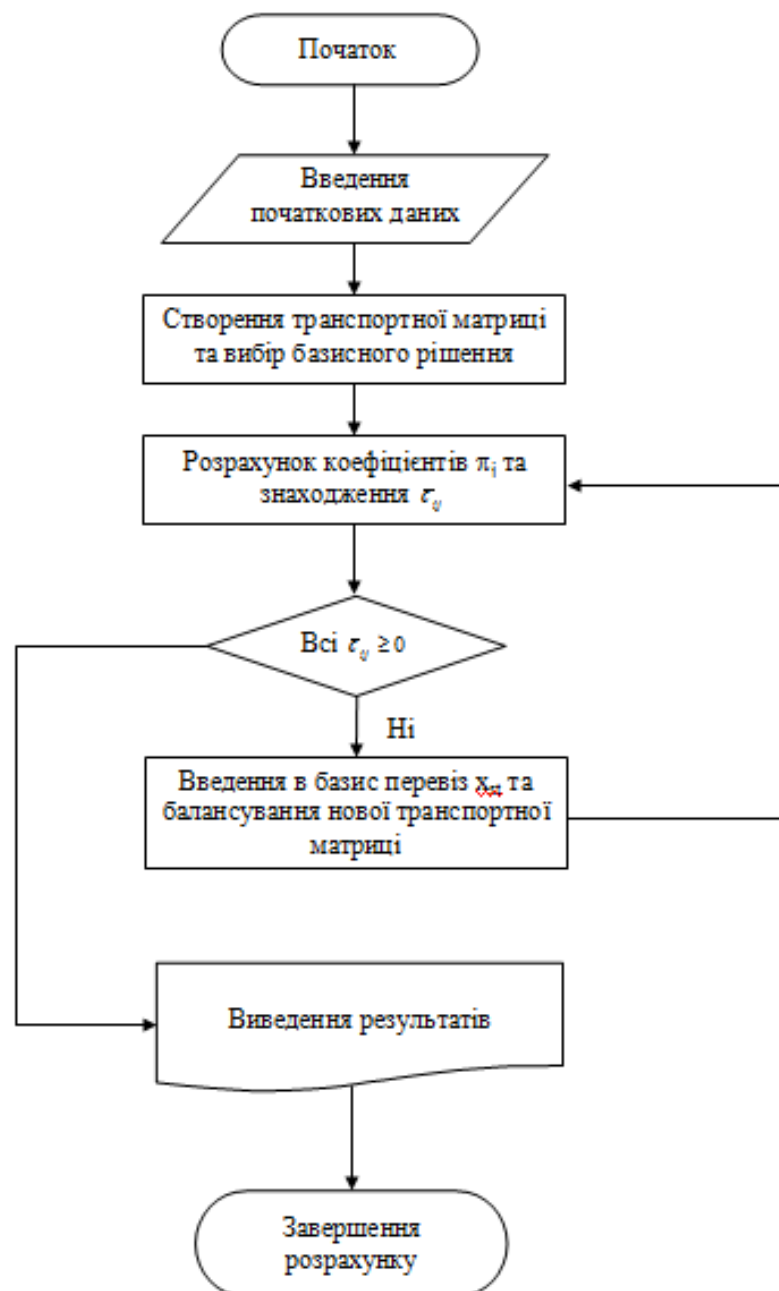 Початок
Введення
початкових даних
Створення транспортної матриці
та вибір базисного рішення
Розрахунок коефіцієнтів πᵢ та
знаходження τᵢⱼ
Всі τᵢⱼ ≥ 0
Ні
Введення в базис перевіз xₛₜ та
балансування нової транспортної
матриці
Виведення результатів
Завершення
розрахунку